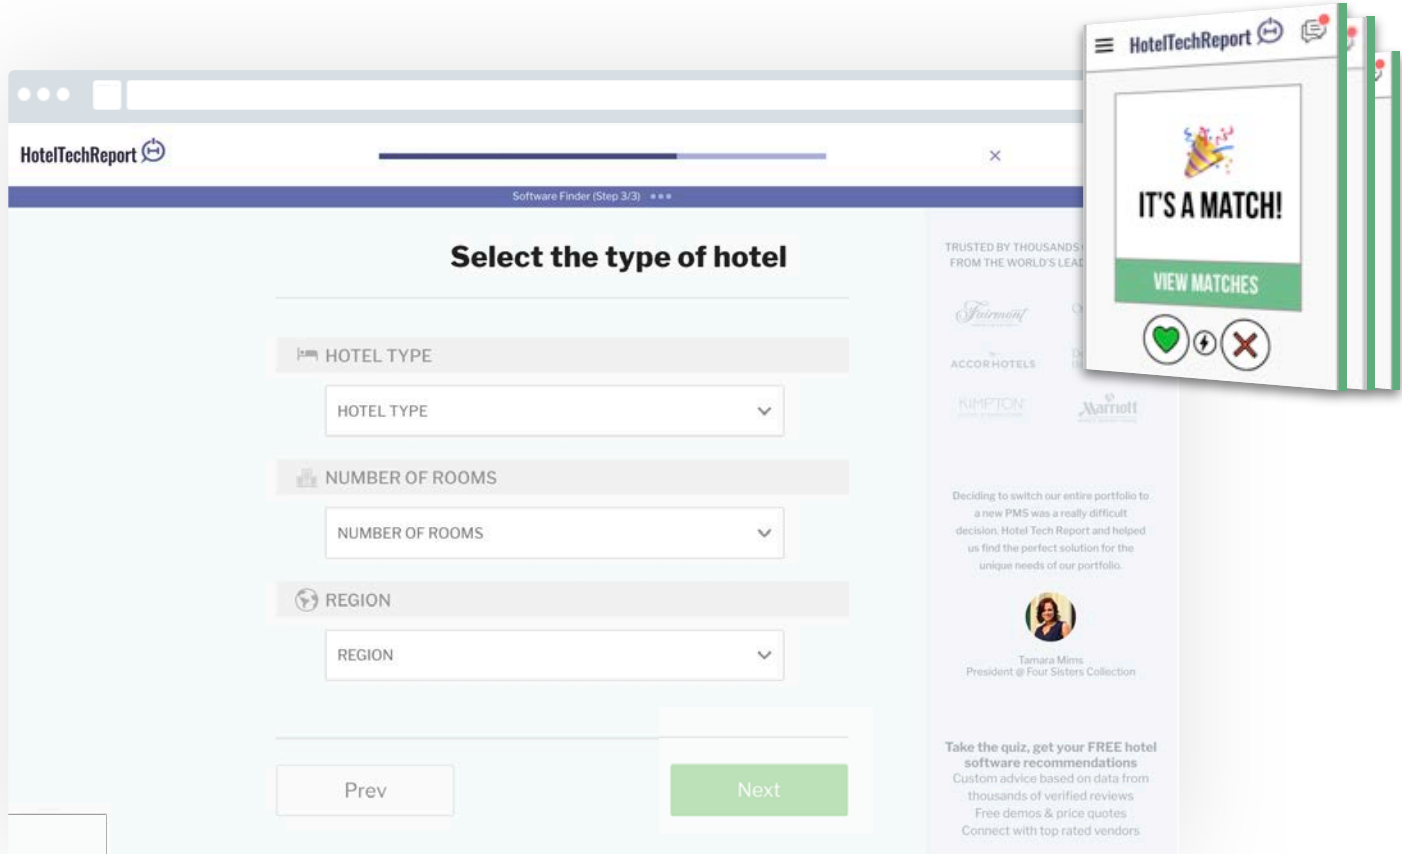 HotelTechReport
IT'S A MATCH!
VIEW MATCHES
HotelTechReport
Software Finder (Step 3/3)
Select the type of hotel
HOTEL TYPE
HOTEL TYPE
NUMBER OF ROOMS
NUMBER OF ROOMS
REGION
REGION
Prev
Next
TRUSTED BY THOUSANDS
FROM THE WORLD'S
Fairmont
ACCORHOTELS
KIMPTON
Marriott
Deciding to switch our entire portfolio to
a new PMS was a really difficult
decision. Hotel Tech Report and helped
us find the perfect solution for the
unique needs of our portfolio.
Tamara Mims
President @ Four Sisters Collection
Take the quiz, get your FREE hotel
software recommendations
Custom advice based on data from
thousands of verified reviews
Free demos & price quotes
Connect with top rated vendors